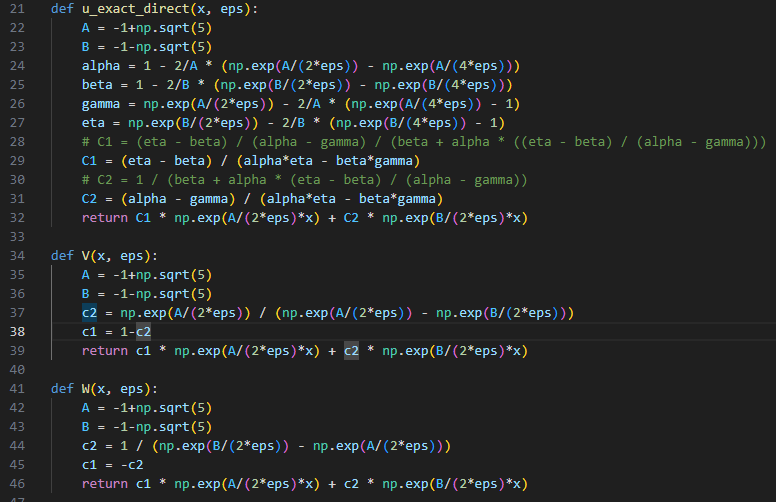 21 def u_exact_direct(x, eps):
22     A = -1+np.sqrt(5)
23     B = -1-np.sqrt(5)
24     alpha = 1 - 2/A * (np.exp(A/(2*eps)) - np.exp(A/(4*eps)))
25     beta = 1 - 2/B * (np.exp(B/(2*eps)) - np.exp(B/(4*eps)))
26     gamma = np.exp(A/(2*eps)) - 2/A * (np.exp(A/(4*eps)) - 1)
27     eta = np.exp(B/(2*eps)) - 2/B * (np.exp(B/(4*eps)) - 1)
28     # C1 = (eta - beta) / (alpha - gamma) / (beta + alpha * ((eta - beta) / (alpha - gamma)))
29     C1 = (eta - beta) / (alpha*eta - beta*gamma)
30     # C2 = 1 / (beta + alpha * (eta - beta) / (alpha - gamma))
31     C2 = (alpha - gamma) / (alpha*eta - beta*gamma)
32     return C1 * np.exp(A/(2*eps)*x) + C2 * np.exp(B/(2*eps)*x)
33
34 def V(x, eps):
35     A = -1+np.sqrt(5)
36     B = -1-np.sqrt(5)
37     c2 = np.exp(A/(2*eps)) / (np.exp(A/(2*eps)) - np.exp(B/(2*eps)))
38     c1 = 1-c2
39     return c1 * np.exp(A/(2*eps)*x) + c2 * np.exp(B/(2*eps)*x)
40
41 def W(x, eps):
42     A = -1+np.sqrt(5)
43     B = -1-np.sqrt(5)
44     c2 = 1 / (np.exp(B/(2*eps)) - np.exp(A/(2*eps)))
45     c1 = -c2
46     return c1 * np.exp(A/(2*eps)*x) + c2 * np.exp(B/(2*eps)*x)
47